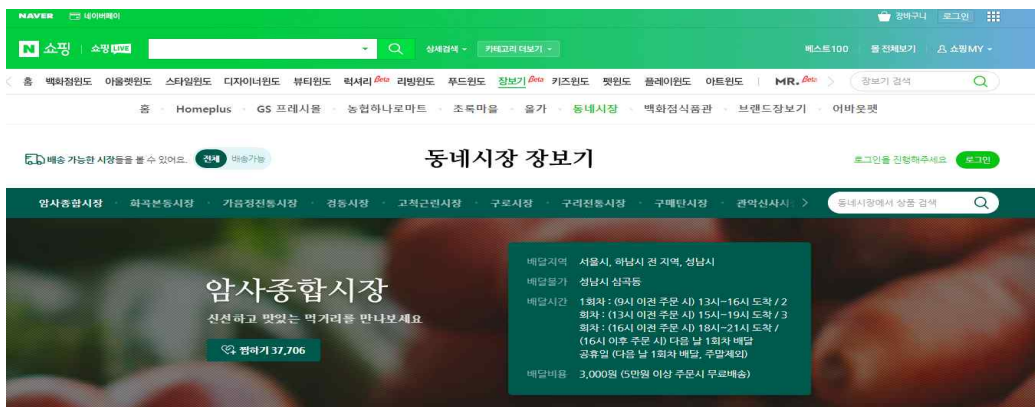 NAVER 네이버페이 장바구니 로그인
N 쇼핑 쇼핑 LIVE 상세검색 카테고리 더보기 베스트100 몰 전체보기 쇼핑MY
홈 백화점윈도 아울렛윈도 스타일윈도 디자이너윈도 뷰티윈도 럭셔리 Beta 리빙윈도 푸드윈도 장보기 Beta 키즈윈도 펫윈도 플레이윈도 아트윈도 MR. Beta 장보기 검색
홈 Homeplus GS 프레시몰 농협하나로마트 초록마을 올가 동네시장 백화점식품관 브랜드장보기 어바웃펫
배송 가능한 시장들을 볼 수 있어요. 전체 배송가능 동네시장 장보기 로그인을 진행해주세요 로그인
암사종합시장 화곡본동시장 가음정전통시장 경동시장 고척근린시장 구로시장 구리전통시장 구매탄시장 관악신사시 동네시장에서 상품 검색
암사종합시장
신선하고 맛있는 먹거리를 만나보세요
찜하기 37,706
배달지역 서울시, 하남시 전 지역, 성남시
배달불가 성남시 심곡동
배달시간 1회차 : (9시 이전 주문 시) 13시~16시 도착 / 2
회차 : (13시 이전 주문 시) 15시~19시 도착 / 3
회차 : (16시 이전 주문 시) 18시~21시 도착 /
(16시 이후 주문 시) 다음 날 1회차 배달
공휴일 (다음 날 1회차 배달, 주말제외)
배달비용 3,000원 (5만원 이상 주문시 무료배송)